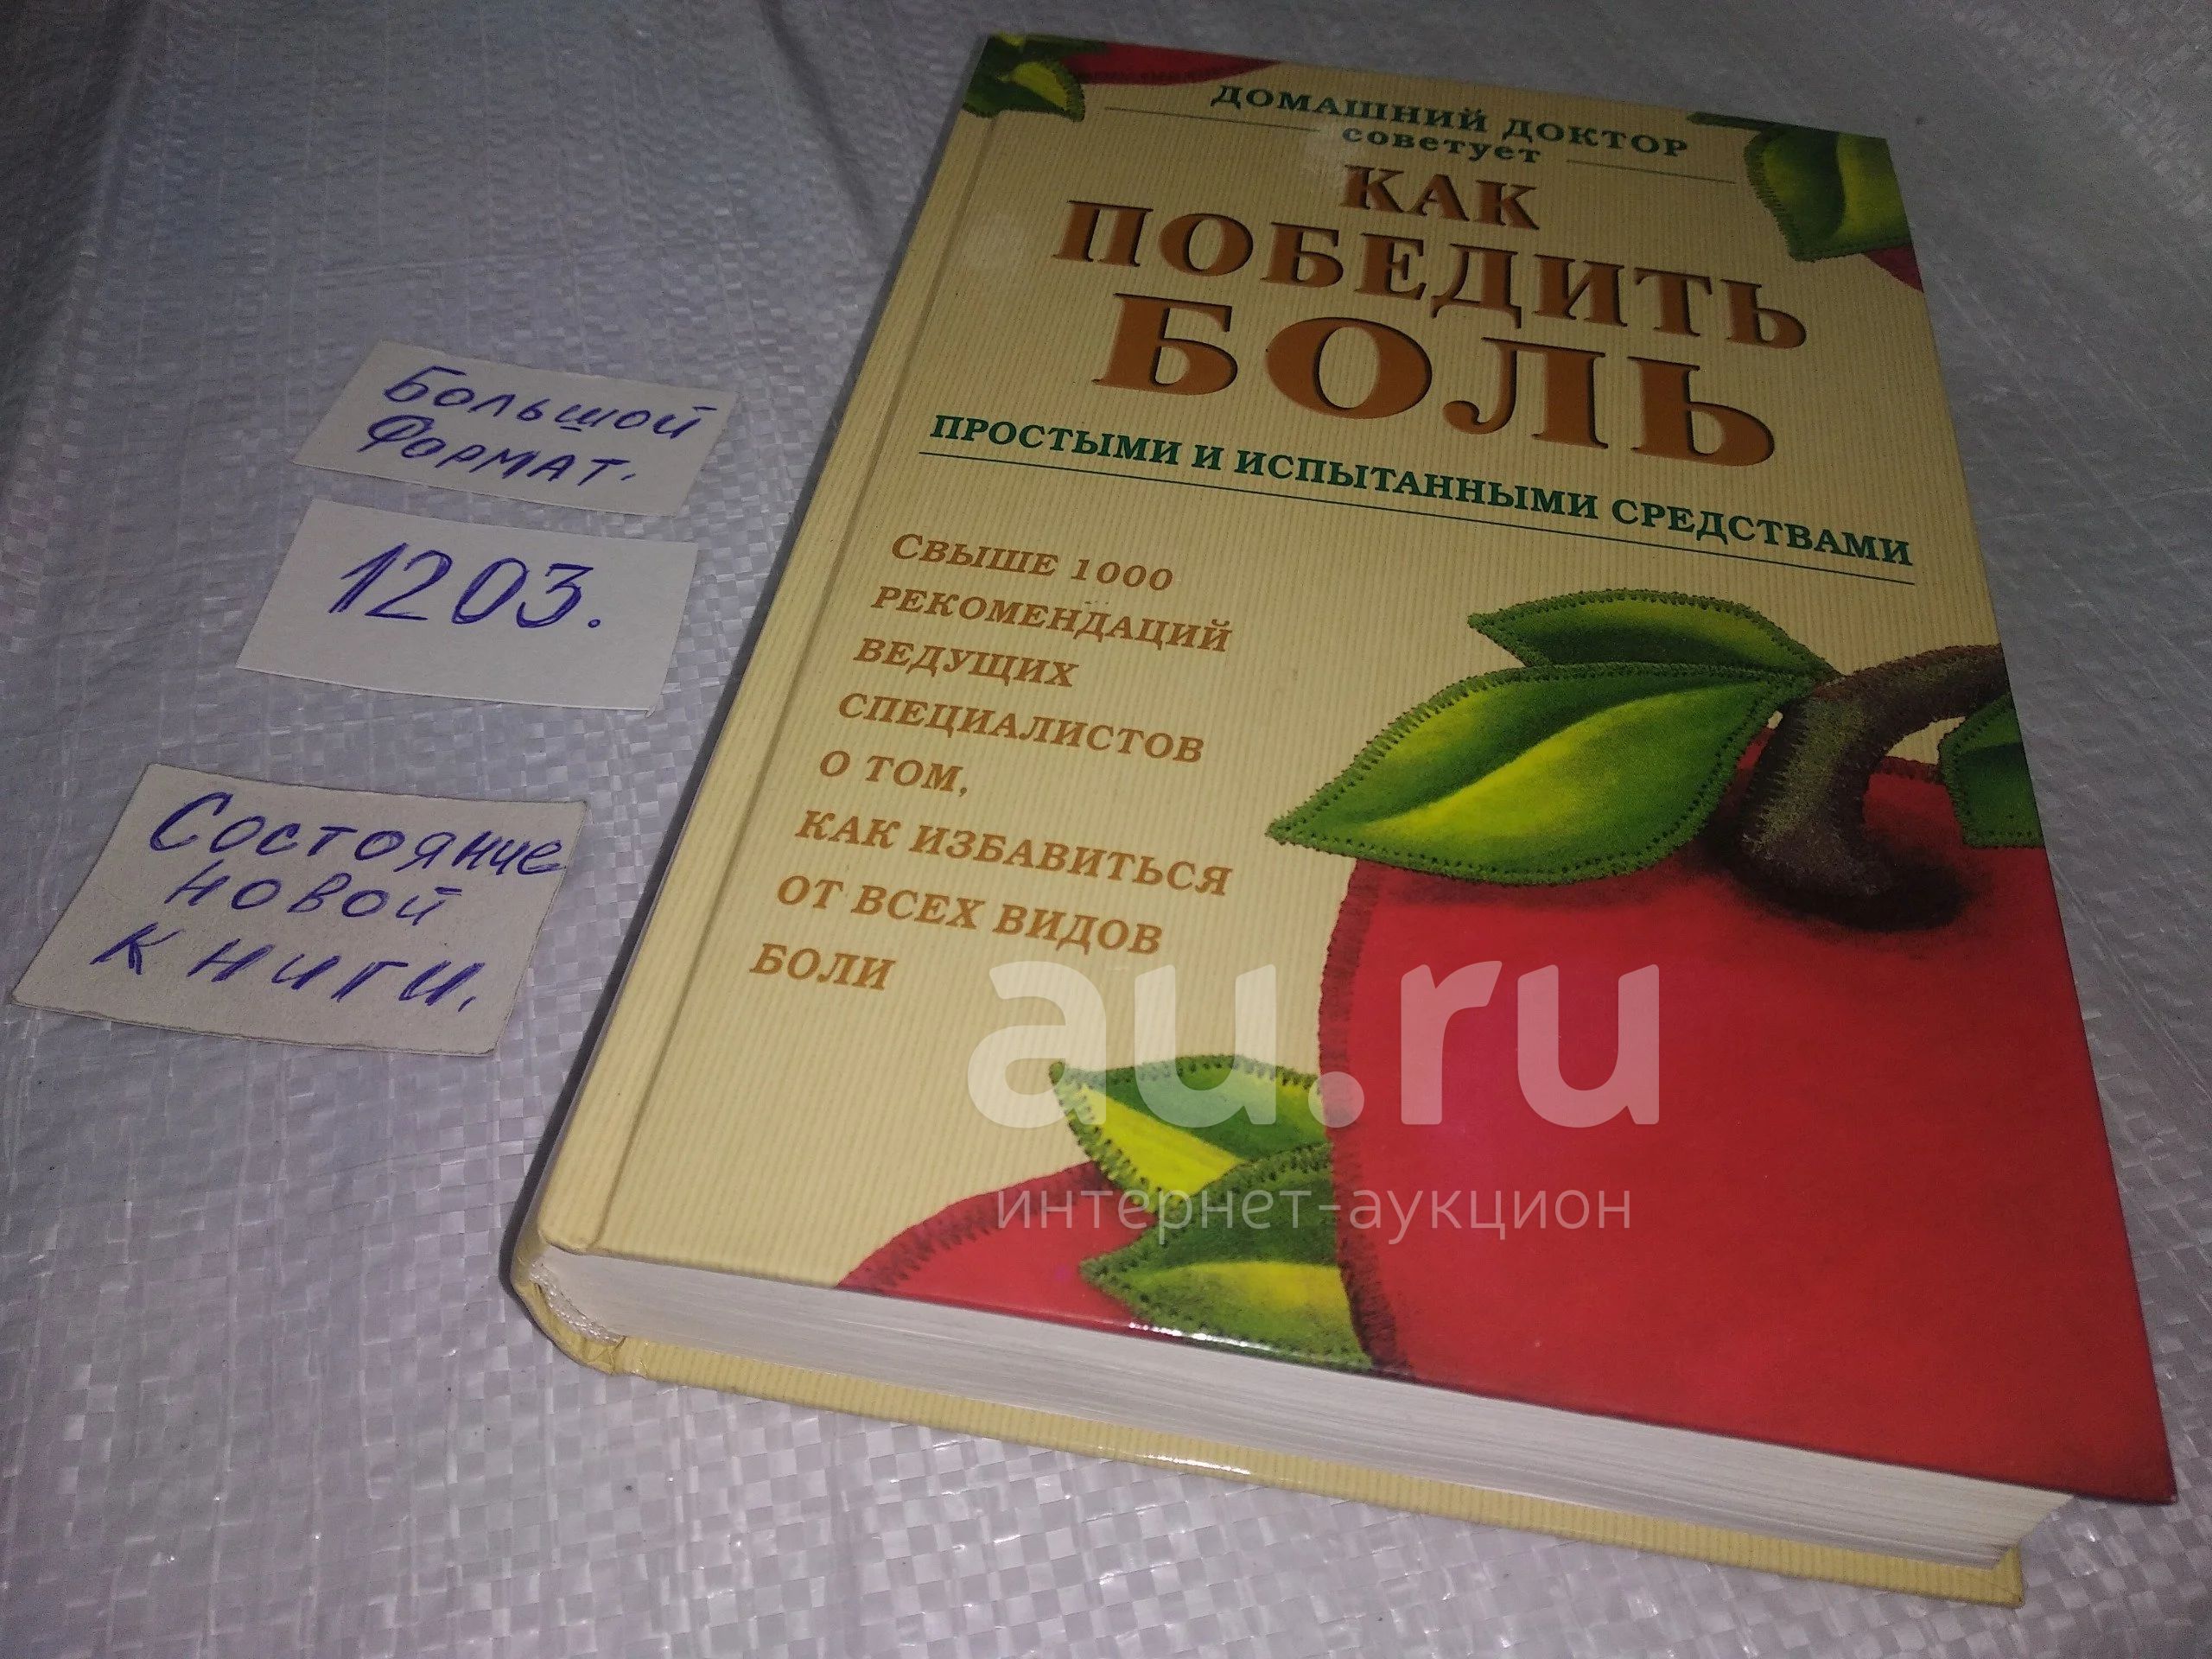 ДОМАШНИЙ ДОКТОР
советует
КАК
ПОБЕДИТЬ
БОЛЬ
ПРОСТЫМИ И ИСПЫТАННЫМИ СРЕДСТВАМИ
СВЫШЕ 1000
РЕКОМЕНДАЦИЙ
ВЕДУЩИХ
СПЕЦИАЛИСТОВ
О ТОМ,
КАК ИЗБАВИТЬСЯ
ОТ ВСЕХ ВИДОВ
БОЛИ
Большой
Формат.
1203.
Состояние
новой
книги.
au.ru
интернет-аукцион